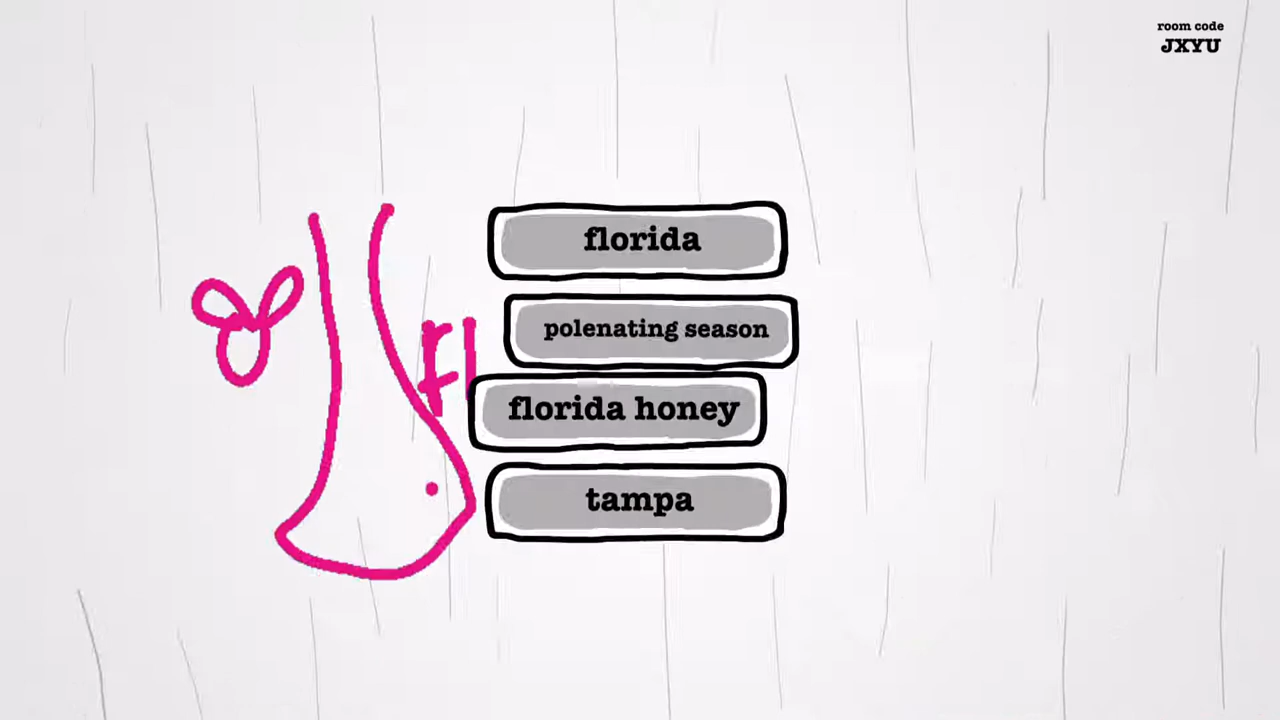 room code
JXYU
florida
polenating season
Fl
florida honey
tampa